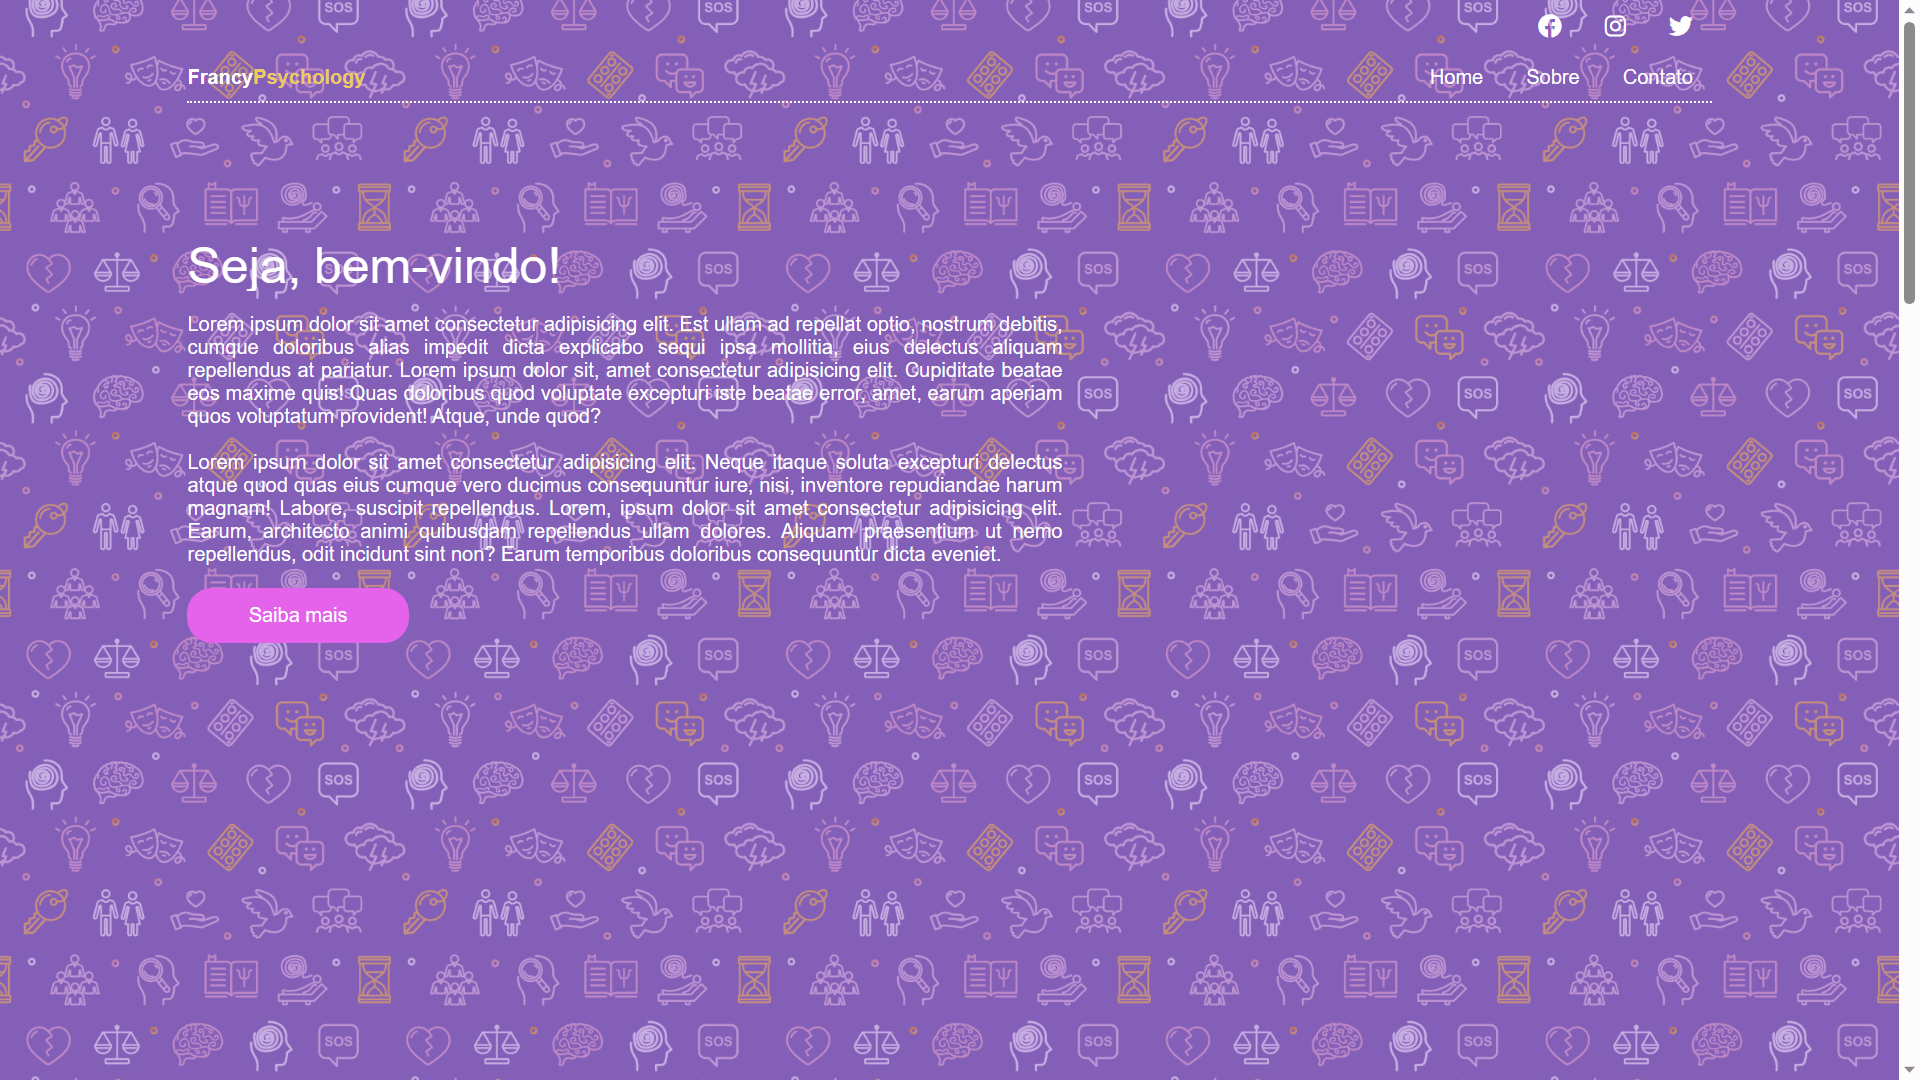 FrancyPsychology
Home Sobre Contato
Seja, bem-vindo!
Lorem ipsum dolor sit amet consectetur adipisicing elit. Est ullam ad repellat optio, nostrum debitis,
cumque doloribus alias impedit dicta explicabo sequi ipsa mollitia, eius delectus aliquam
repellendus at pariatur. Lorem ipsum dolor sit, amet consectetur adipisicing elit. Cupiditate beatae
eos maxime quis! Quas doloribus quod voluptate excepturi iste beatae error, amet, earum aperiam
quos voluptatum provident! Atque, unde quod?
Lorem ipsum dolor sit amet consectetur adipisicing elit. Neque itaque soluta excepturi delectus
atque quod quas eius cumque vero ducimus consequuntur iure, nisi, inventore repudiandae harum
magnam! Labore, suscipit repellendus. Lorem, ipsum dolor sit amet consectetur adipisicing elit.
Earum, architecto animi quibusdam repellendus ullam dolores. Aliquam praesentium ut nemo
repellendus, odit incidunt sint non? Earum temporibus doloribus consequuntur dicta eveniet.
Saiba mais